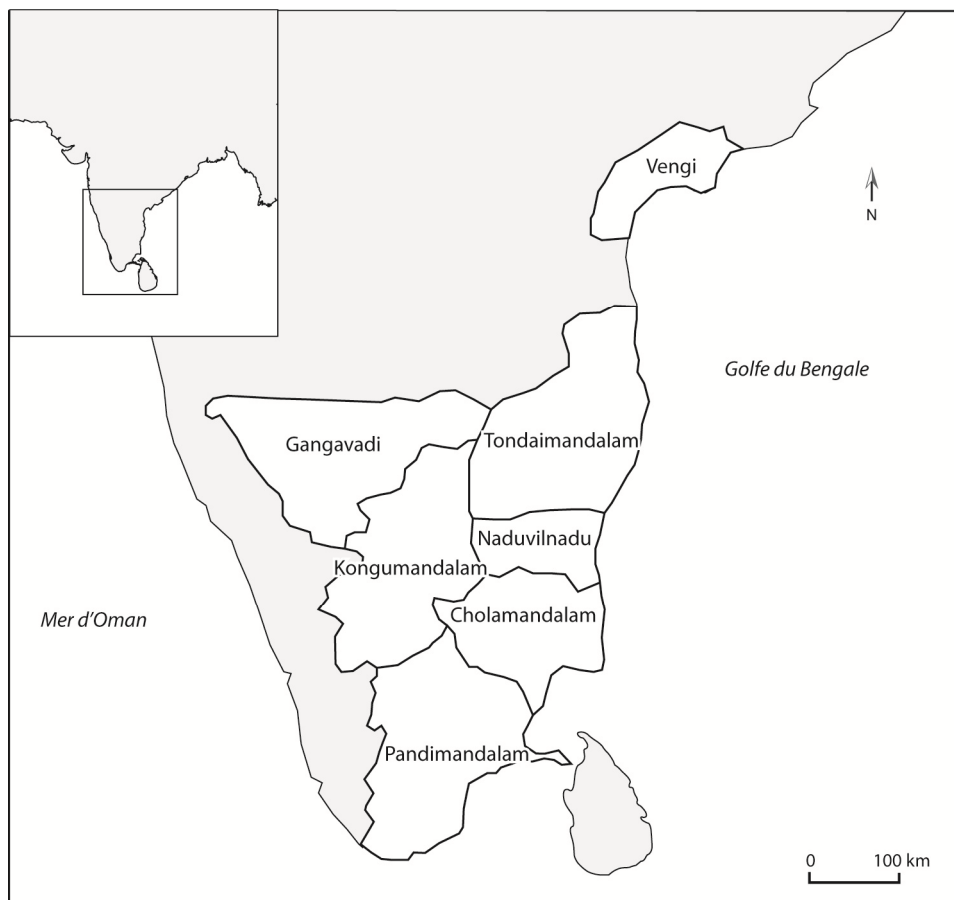 Vengi
N
Golfe du Bengale
Gangavadi
Tondaimandalam
Naduvilnadu
Kongumandalam
Cholamandalam
Mer d’Oman
Pandimandalam
0 100 km